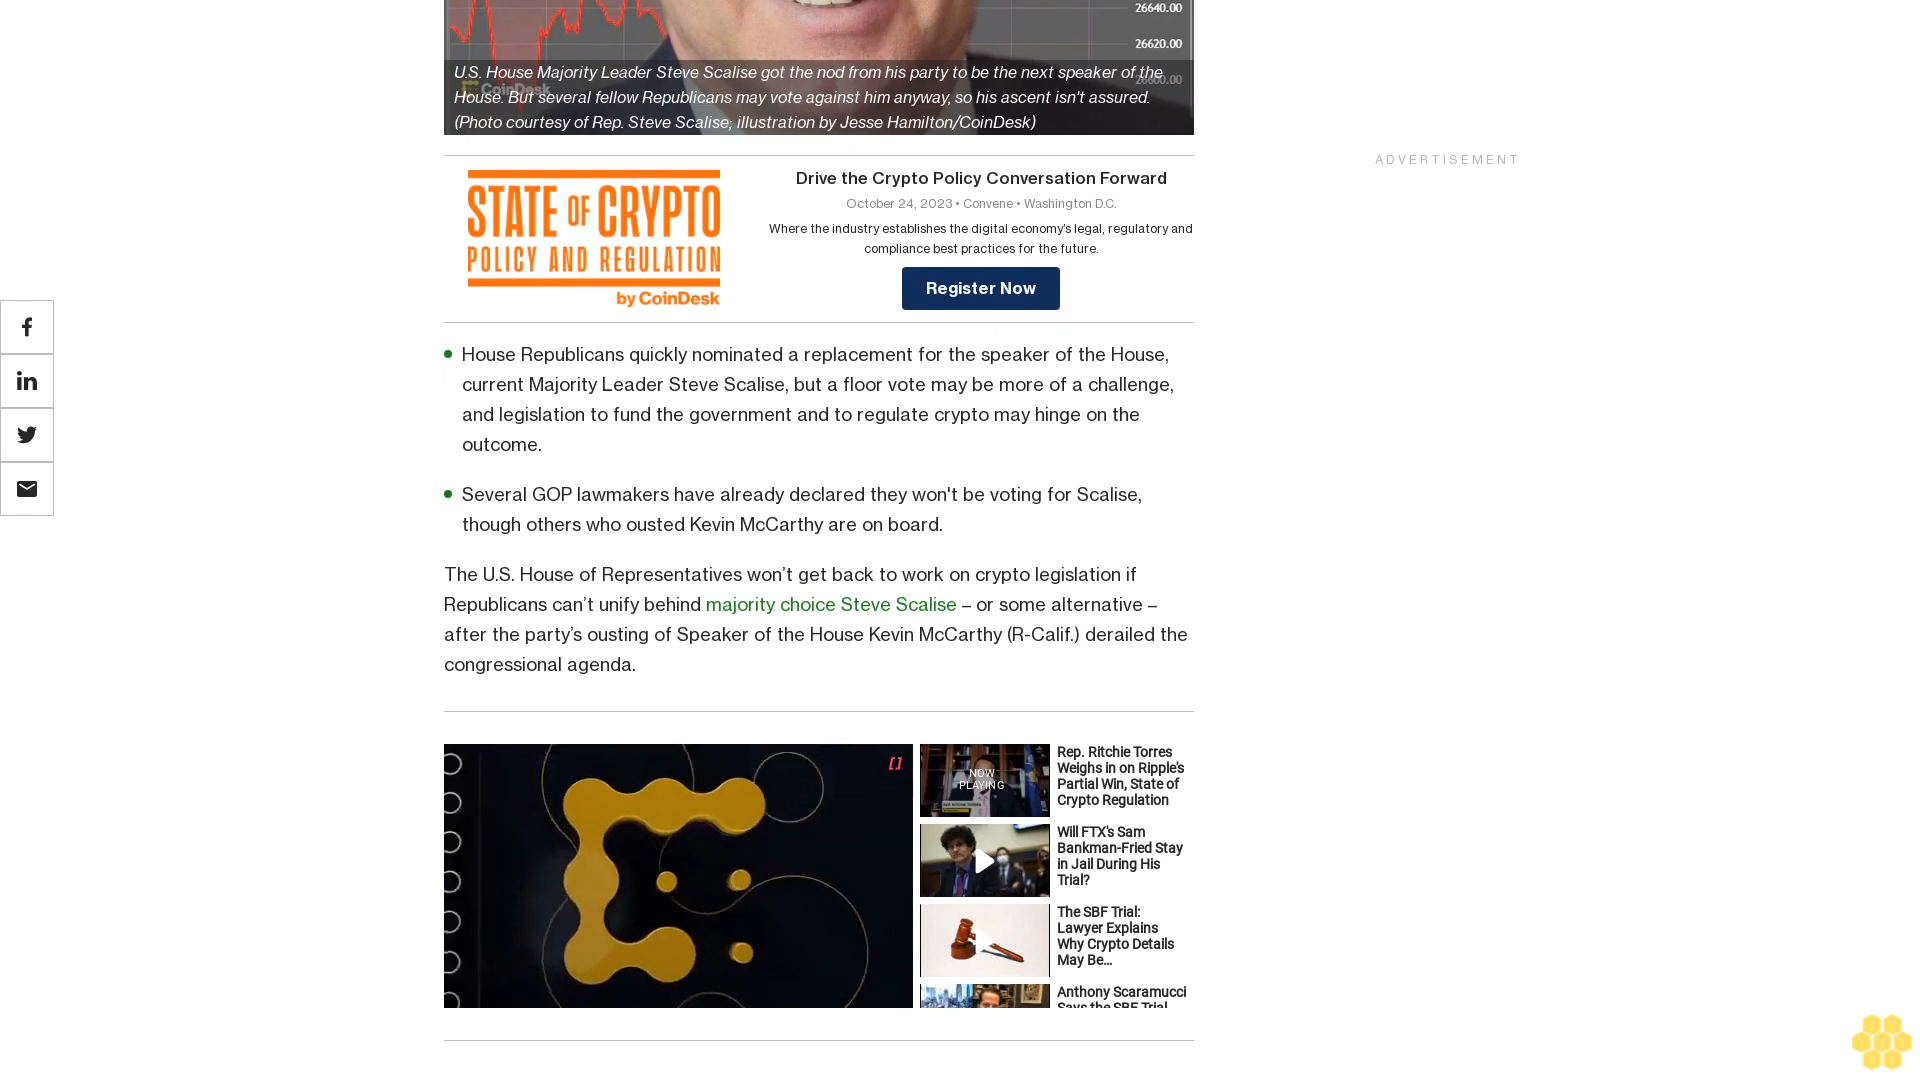 26640.00
26620.00
26600.00
CoinDesk
U.S. House Majority Leader Steve Scalise got the nod from his party to be the next speaker of the
House. But several fellow Republicans may vote against him anyway, so his ascent isn't assured.
(Photo courtesy of Rep. Steve Scalise; illustration by Jesse Hamilton/CoinDesk)
ADVERTISEMENT
STATE OF CRYPTO
POLICY AND REGULATION
by CoinDesk
Drive the Crypto Policy Conversation Forward
October 24, 2023 • Convene • Washington D.C.
Where the industry establishes the digital economy's legal, regulatory and
compliance best practices for the future.
Register Now
House Republicans quickly nominated a replacement for the speaker of the House,
current Majority Leader Steve Scalise, but a floor vote may be more of a challenge,
and legislation to fund the government and to regulate crypto may hinge on the
outcome.
Several GOP lawmakers have already declared they won't be voting for Scalise,
though others who ousted Kevin McCarthy are on board.
The U.S. House of Representatives won’t get back to work on crypto legislation if
Republicans can’t unify behind majority choice Steve Scalise – or some alternative –
after the party’s ousting of Speaker of the House Kevin McCarthy (R-Calif.) derailed the
congressional agenda.
NOW
PLAYING
Rep. Ritchie Torres
Weighs in on Ripple's
Partial Win, State of
Crypto Regulation
Will FTX's Sam
Bankman-Fried Stay
in Jail During His
Trial?
The SBF Trial:
Lawyer Explains
Why Crypto Details
May Be...
Anthony Scaramucci
Says the SBF Trial